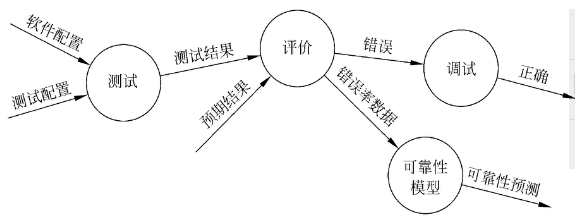 软件配置
测试配置
测试
测试结果
预期结果
评价
错误
错误率数据
调试
正确
可靠性
模型
可靠性预测